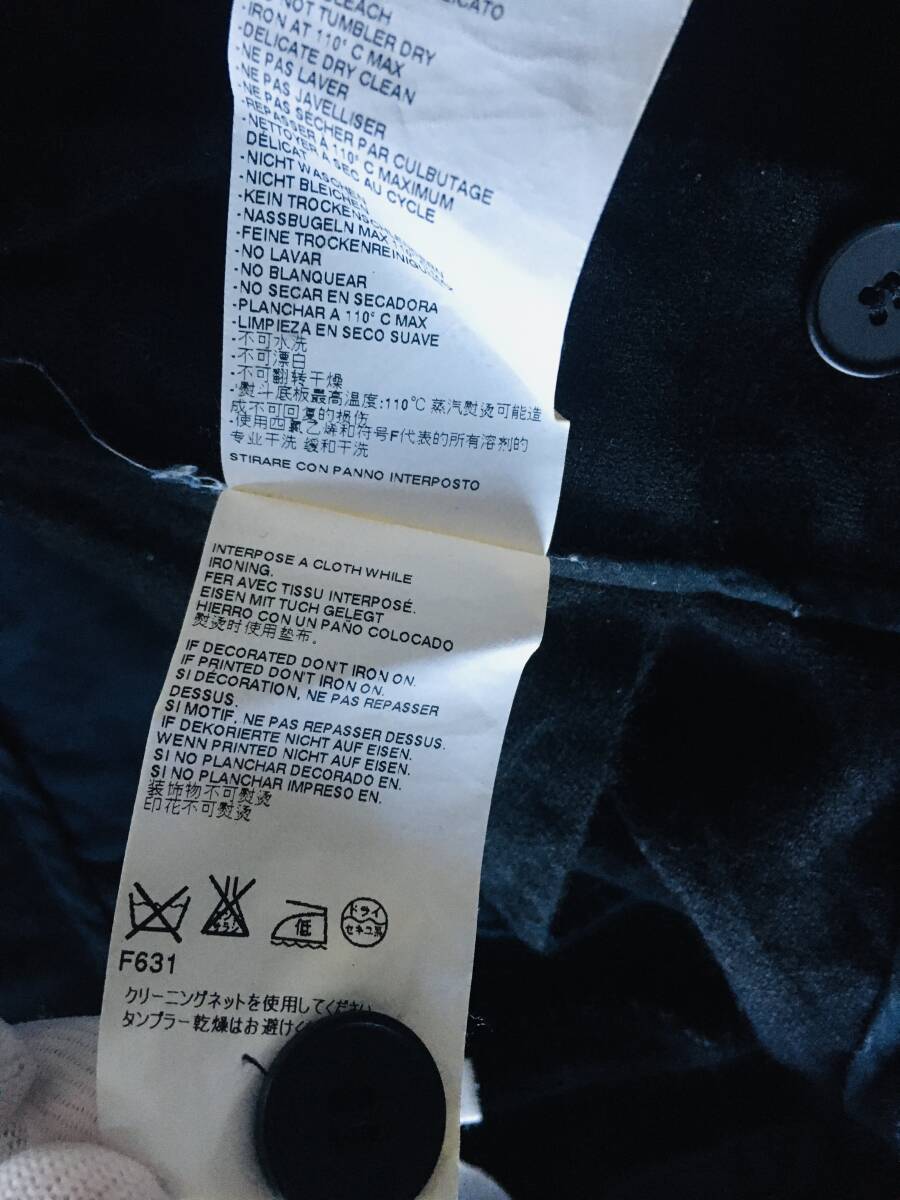 BLEACH
NOT TUMBLER DRY
-IRON AT 110° C MAX
-DELICATE DRY CLEAN
-NE PAS LAVER
-NE PAS JAVELLISER
-NE PAS SÉCHER PAR CULBUTAGE
-REPASSER A 110° C MAXIMUM
-NETTOYER A SEC AU CYCLE
DÉLICAT
-NICHT WASCHEN
-NICHT BLEICHEN
-KEIN
-NASSBUGELN MAX
-FEINE TROCKENREINIGUNG
-NO LAVAR
-NO BLANQUEAR
-NO SECAR EN SECADORA
-PLANCHAR A 110° C MAX
-LIMPIEZA EN SECO SUAVE
-不可水洗
-不可漂白
-不可翻转干燥
-熨斗底板最高温度:110℃ 蒸汽熨烫可能造
成不可回复的损伤
-使用四氯乙烯和符号F代表的所有溶剂的
专业干洗 缓和干洗
STIRARE CON PANNO INTERPOSTO
INTERPOSE A CLOTH WHILE
IRONING.
FER AVEC TISSU INTERPOSÉ.
EISEN MIT TUCH GELEGT
HIERRO CON UN PAÑO COLOCADO
熨烫时使用垫布。
IF DECORATED DON'T IRON ON.
IF PRINTED DON'T IRON ON.
SI DÉCORATION, NE PAS REPASSER
DESSUS.
SI MOTIF, NE PAS REPASSER DESSUS.
IF DEKORIERTE NICHT AUF EISEN.
WENN PRINTED NICHT AUF EISEN.
SI NO PLANCHAR DECORADO EN.
SI NO PLANCHAR IMPRESO EN.
装饰物不可熨烫
印花不可熨烫
エンソサラシ 低 ドライ セキユ系
F631
クリーニングネットを使用してください
タンブラー乾燥はお避けく